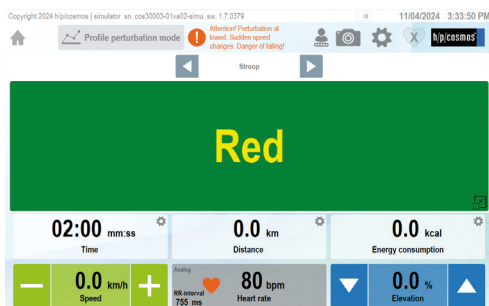 Copyright 2024 h/p/cosmos | simulator sn. cos30003-01va02-simu sw. 1.7.0379
11/04/2024 3:33:50 PM
Profile perturbation mode
Attention! Perturbation al-
lowed. Sudden speed
changes. Danger of falling!
X
h/p/cosmos
Stroop
Red
02:00 mm:ss
Time
0.0 km
Distance
0.0 kcal
Energy consumption
0.0 km/h
Speed
Analog
RR-interval
755 ms
80 bpm
Heart rate
0.0 %
Elevation